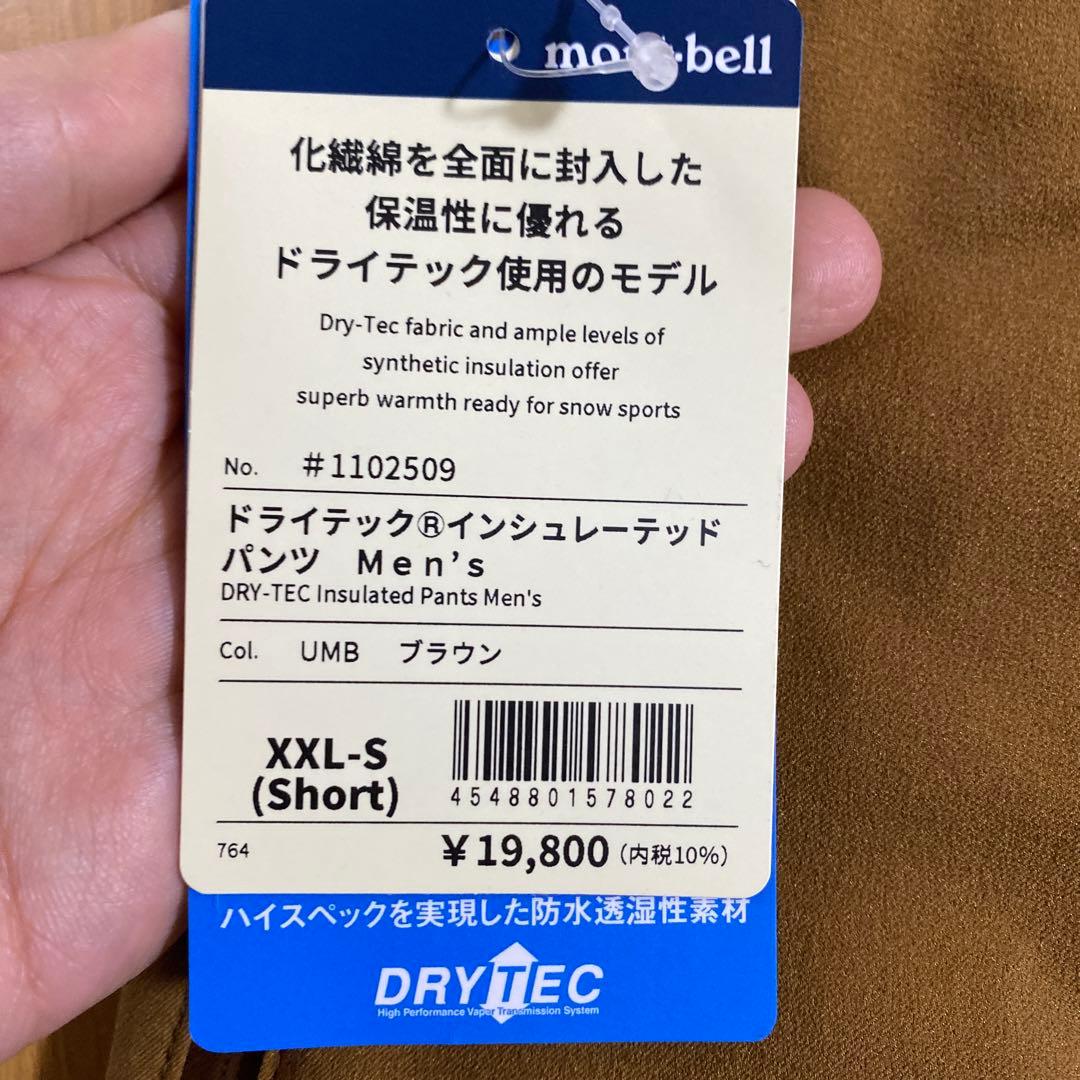 mont-bell
化繊綿を全面に封入した
保温性に優れる
ドライテック使用のモデル
Dry-Tec fabric and ample levels of
synthetic insulation offer
superb warmth ready for snow sports
No. #1102509
ドライテック®インシュレーテッド
パンツ Men's
DRY-TEC Insulated Pants Men's
Col. UMB ブラウン
XXL-S
(Short)
4548801578022
764
¥19,800 (内税10%)
ハイスペックを実現した防水透湿性素材
DRYTEC
High Performance Vaper Transmission System